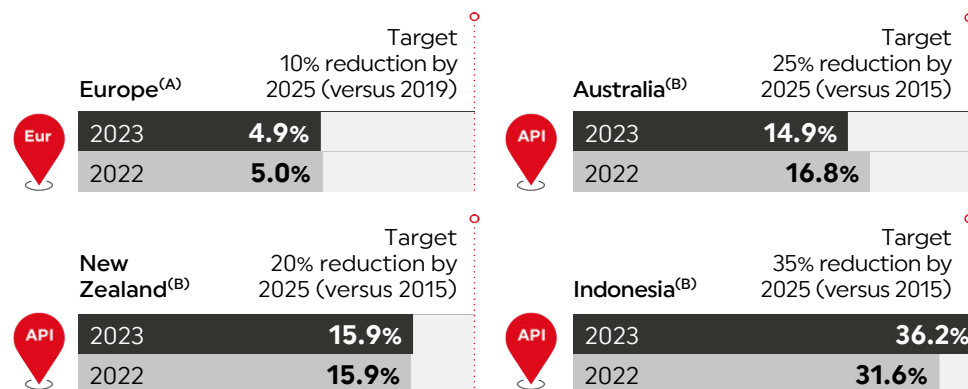 Target
10% reduction by
Europe(A) 2025 (versus 2019)
Eur
2023 4.9%
2022 5.0%
Target
25% reduction by
Australia(B) 2025 (versus 2015)
API
2023 14.9%
2022 16.8%
Target
New 20% reduction by
Zealand(B) 2025 (versus 2015)
API
2023 15.9%
2022 15.9%
Target
35% reduction by
Indonesia(B) 2025 (versus 2015)
API
2023 36.2%
2022 31.6%